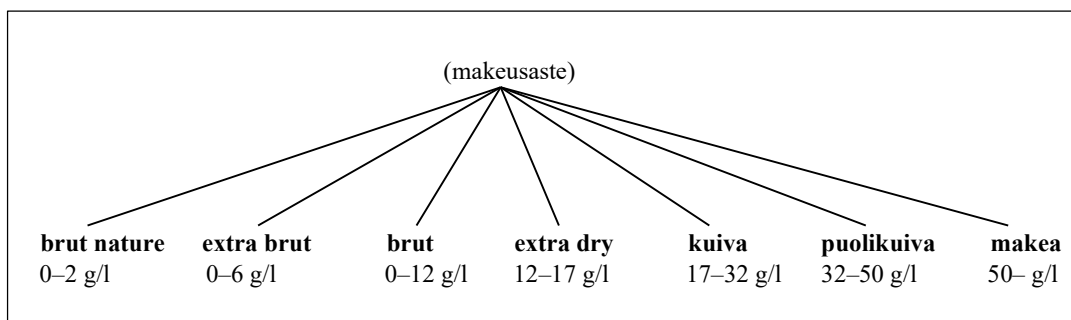 (makeusaste)
brut nature extra brut brut extra dry kuiva puolikuiva makea
0–2 g/l 0–6 g/l 0–12 g/l 12–17 g/l 17–32 g/l 32–50 g/l 50– g/l